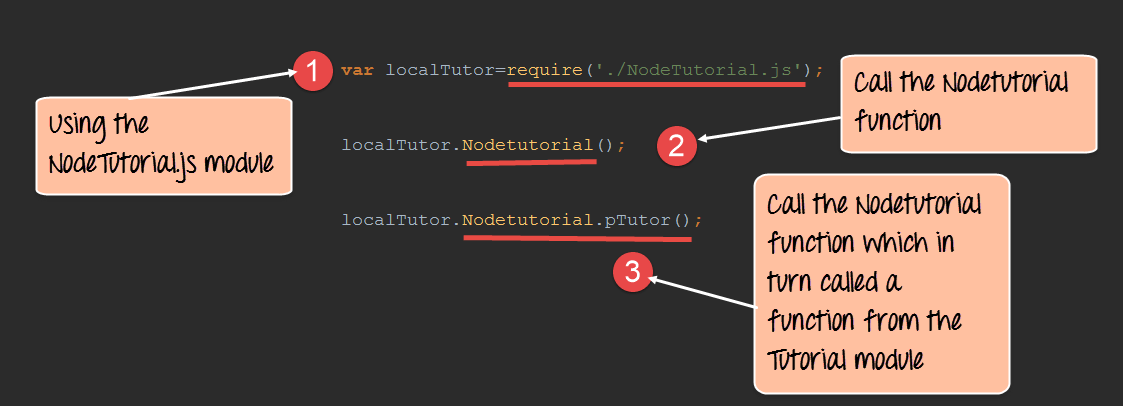 1
var localTutor=require('./NodeTutorial.js');
Using the
NodeTutorial.js module
localTutor.Nodetutorial();
2
Call the Nodetutorial
function
localTutor.Nodetutorial.pTutor();
3
Call the Nodetutorial
function which in
turn called a
function from the
Tutorial module